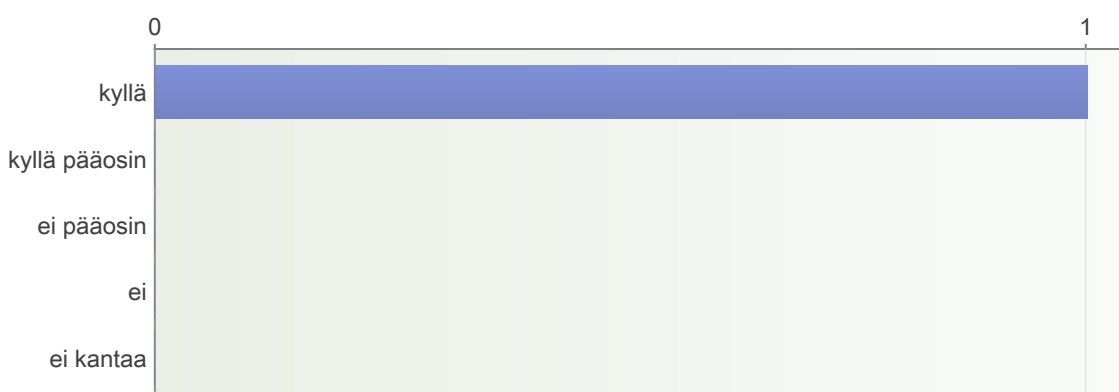 0 1
kyllä
kyllä pääosin
ei pääosin
ei
ei kantaa